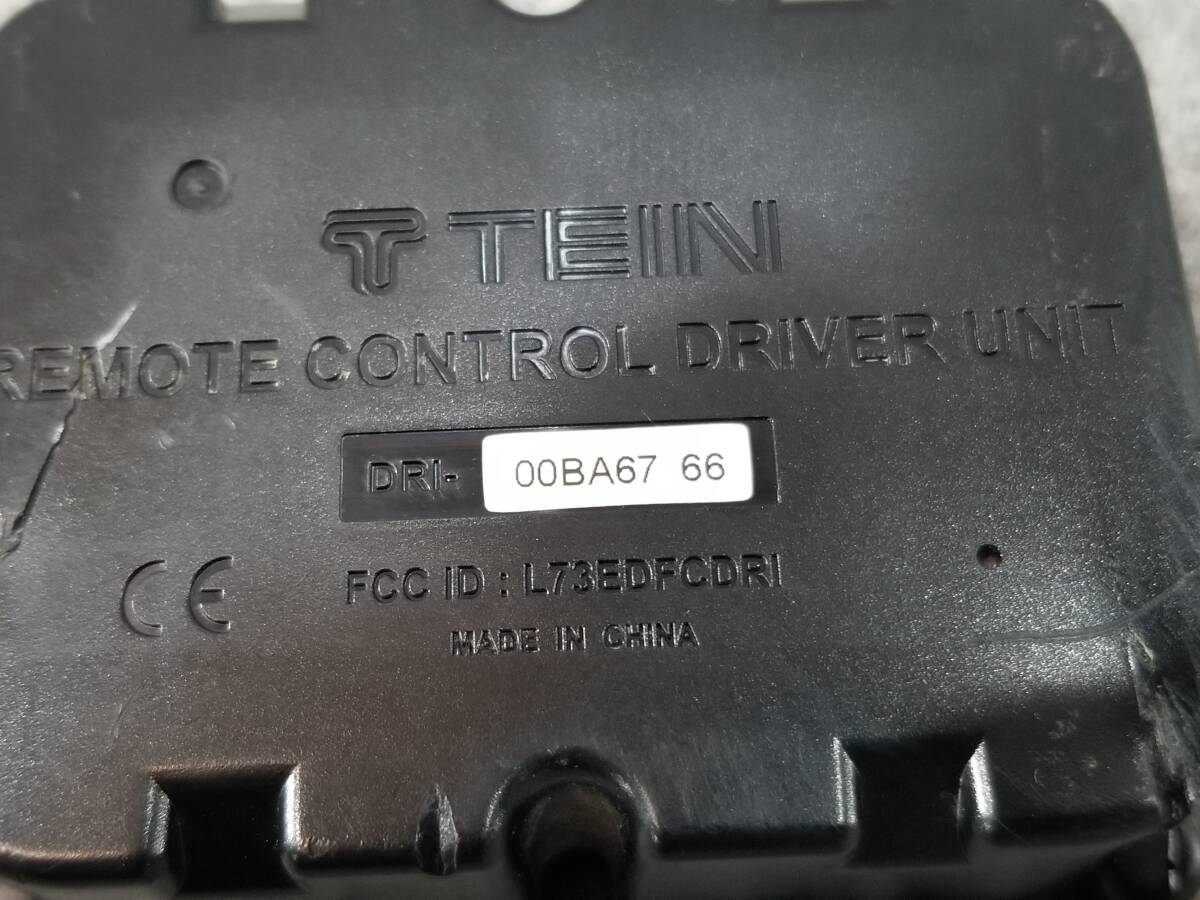 TEIN
REMOTE CONTROL DRIVER UNIT
DRI- 00BA67 66
CE FCC ID : L73EDFCDRI
MADE IN CHINA